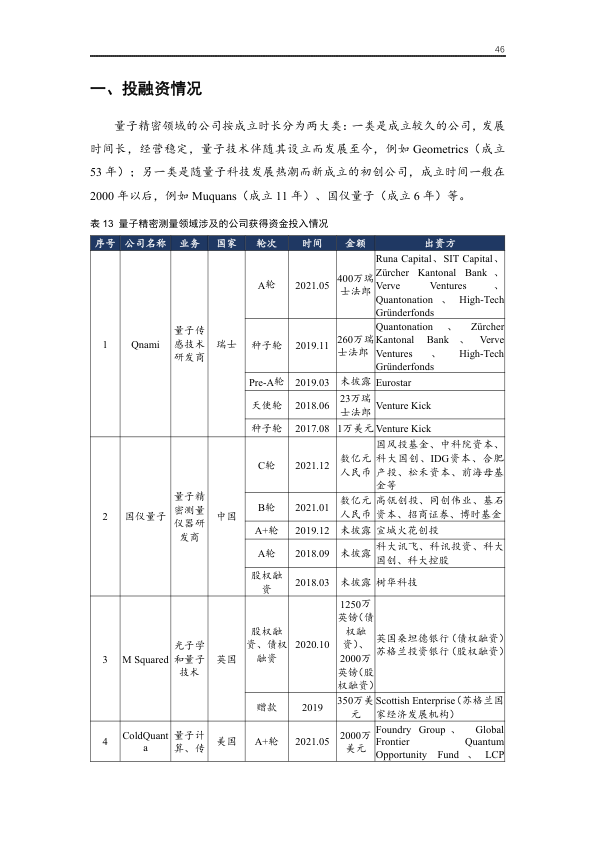 46
一、投融资情况
量子精密领域的公司按成立时长分为两大类：一类是成立较久的公司，发展
时间长，经营稳定，量子技术伴随其设立而发展至今，例如 Geometrics（成立
53 年）；另一类是随量子科技发展热潮而新成立的初创公司，成立时间一般在
2000 年以后，例如 Muquans（成立 11 年）、国仪量子（成立 6 年）等。
表 13 量子精密测量领域涉及的公司获得资金投入情况
序号 公司名称 业务 国家 轮次 时间 金额 出资方
1 Qnami
量子传
感技术
研发商
瑞士
A轮 2021.05
400万瑞
士法郎
Runa Capital、SIT Capital、
Zürcher Kantonal Bank 、
Verve Ventures 、
Quantonation 、 High-Tech
Gründerfonds
种子轮 2019.11
260万瑞
士法郎
Quantonation 、 Zürcher
Kantonal Bank 、 Verve
Ventures 、 High-Tech
Gründerfonds
Pre-A轮 2019.03 未披露 Eurostar
天使轮 2018.06
23万瑞
士法郎
Venture Kick
种子轮 2017.08 1万美元 Venture Kick
2 国仪量子
量子精
密测量
仪器研
发商
中国
C轮 2021.12
数亿元
人民币
国风投基金、中科院资本、
科大国创、IDG资本、合肥
产投、松禾资本、前海母基
金等
B轮 2021.01
数亿元
人民币
高瓴创投、同创伟业、基石
资本、招商证券、博时基金
A+轮 2019.12 未披露 宣城火花创投
A轮 2018.09 未披露
科大讯飞、科讯投资、科大
国创、科大控股
股权融
资
2018.03 未披露 树华科技
3 M Squared
光子学
和量子
技术
英国
股权融
资、债权
融资
2020.10
1250万
英镑（债
权融
资）、
2000万
英镑（股
权融资）
英国桑坦德银行（债权融资）
苏格兰投资银行（股权融资）
赠款 2019
350万美
元
Scottish Enterprise（苏格兰国
家经济发展机构）
4
ColdQuant
a
量子计
算、传
美国
A+轮 2021.05
2000万
美元
Foundry Group 、 Global
Frontier Quantum
Opportunity Fund 、 LCP